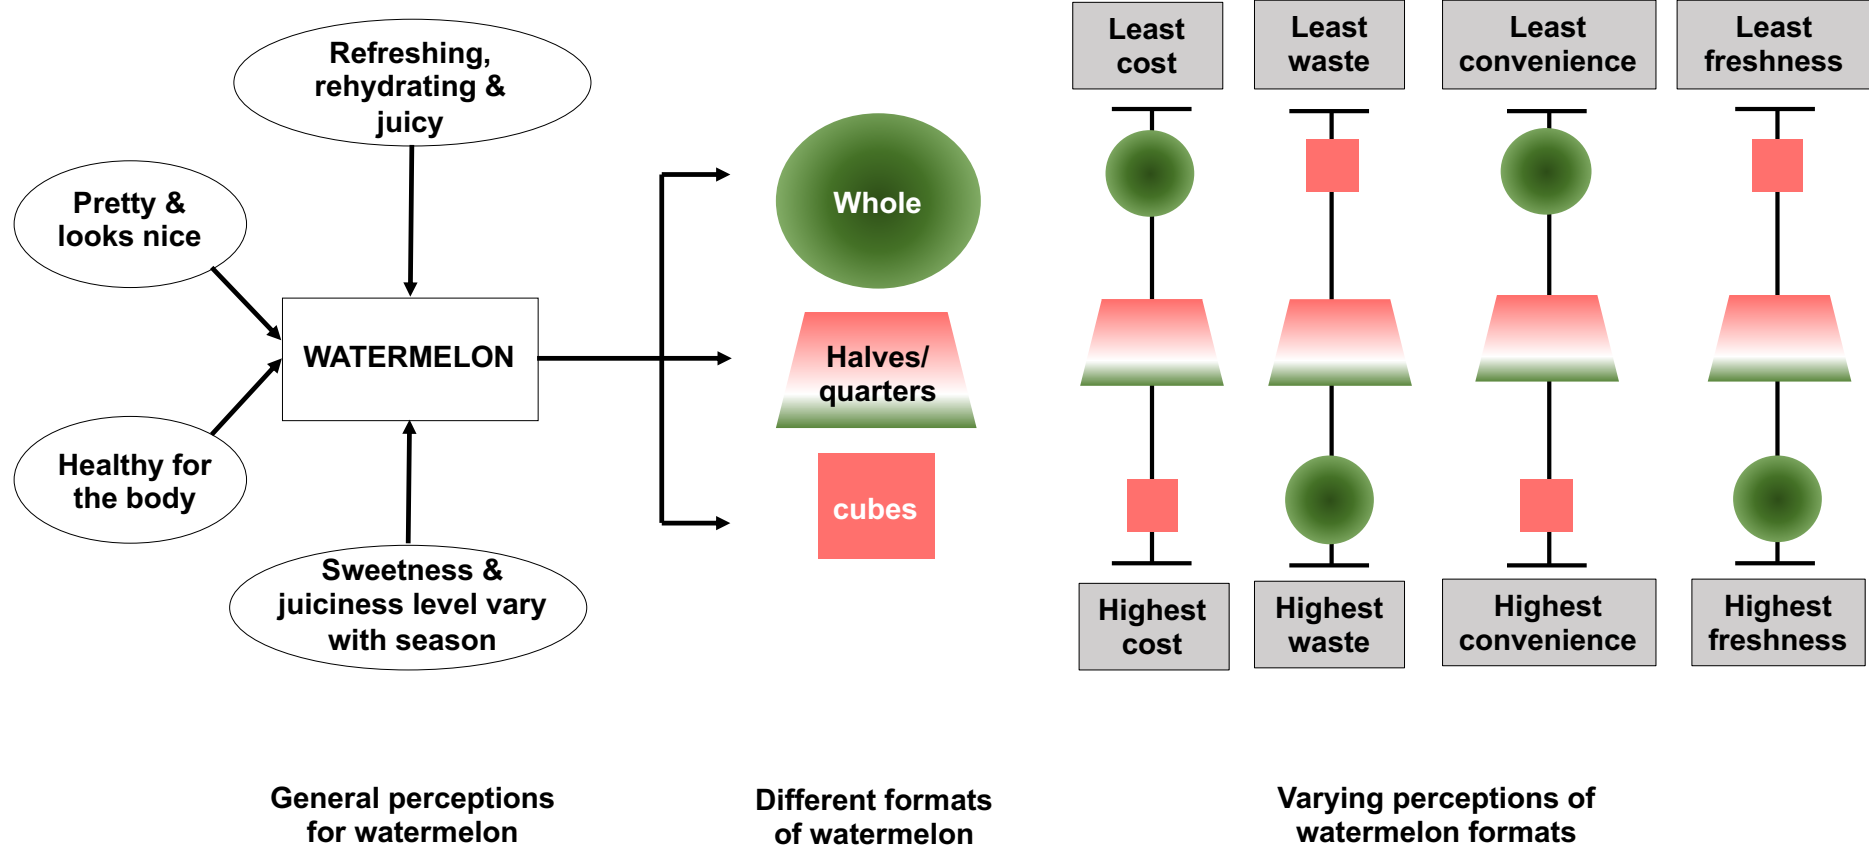 Refreshing,
rehydrating &
juicy
Pretty &
looks nice
WATERMELON
Healthy for
the body
Sweetness &
juiciness level vary
with season
General perceptions
for watermelon
Whole
Halves/
quarters
cubes
Different formats
of watermelon
Least
cost
Least
waste
Least
convenience
Least
freshness
Highest
cost
Highest
waste
Highest
convenience
Highest
freshness
Varying perceptions of
watermelon formats